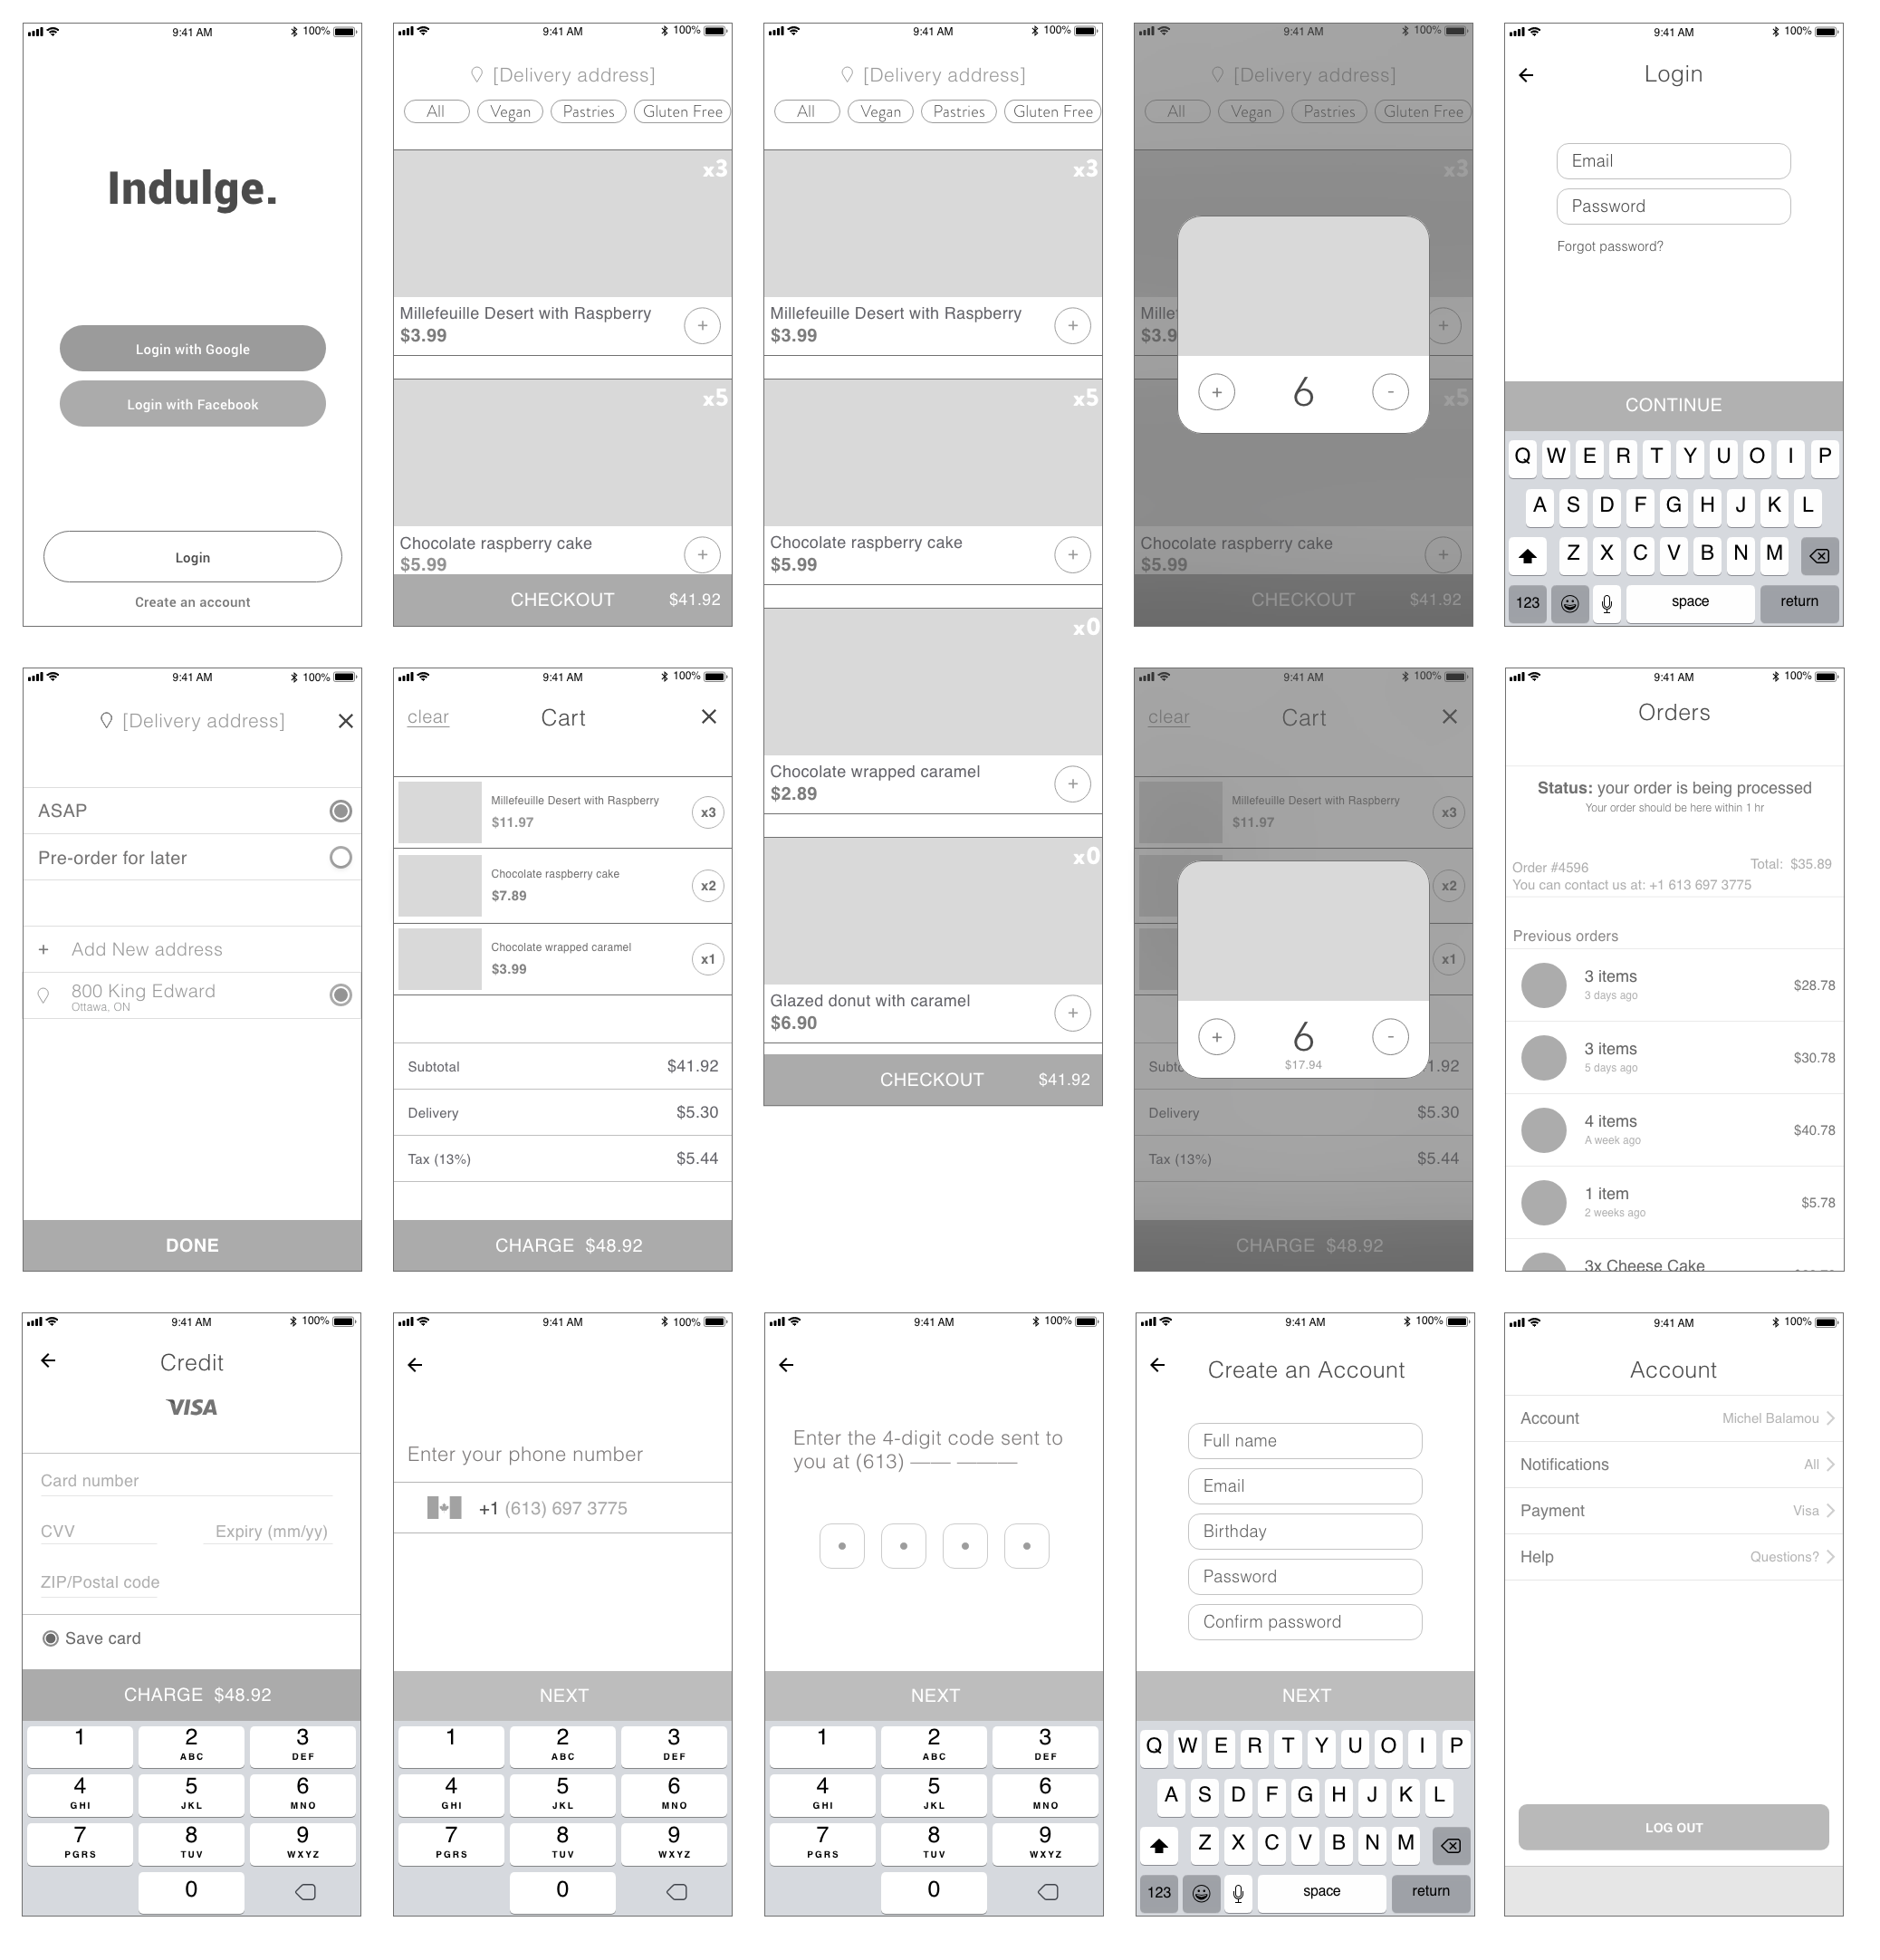 9:41 AM 100%
Indulge.
Login with Google
Login with Facebook
Login
Create an account
9:41 AM 100%
[Delivery address]
All Vegan Pastries Gluten Free
x3
Millefeuille Desert with Raspberry
$3.99
+
x5
Chocolate raspberry cake
$5.99
+
CHECKOUT $41.92
9:41 AM 100%
[Delivery address]
All Vegan Pastries Gluten Free
x3
Millefeuille Desert with Raspberry
$3.99
+
x5
Chocolate raspberry cake
$5.99
+
x0
Chocolate wrapped caramel
$2.89
+
x0
Glazed donut with caramel
$6.90
+
CHECKOUT $41.92
9:41 AM 100%
[Delivery address]
All Vegan Pastries Gluten Free
x3
Mille
$3.9
+
+ 6 -
x5
Chocolate raspberry cake
$5.99
+
CHECKOUT $41.92
9:41 AM 100%
Login
Email
Password
Forgot password?
CONTINUE
Q W E R T Y U O I P
A S D F G H J K L
Z X C V B N M
123 space return
9:41 AM 100%
[Delivery address]
ASAP
Pre-order for later
+ Add New address
800 King Edward
Ottawa, ON
DONE
9:41 AM 100%
clear Cart
Millefeuille Desert with Raspberry
$11.97
x3
Chocolate raspberry cake
$7.89
x2
Chocolate wrapped caramel
$3.99
x1
Subtotal $41.92
Delivery $5.30
Tax (13%) $5.44
CHARGE $48.92
9:41 AM 100%
clear Cart
Millefeuille Desert with Raspberry
$11.97
x3
x2
x1
+ 6 -
$17.94
Subto 1.92
Delivery $5.30
Tax (13%) $5.44
CHARGE $48.92
9:41 AM 100%
Orders
Status: your order is being processed
Your order should be here within 1 hr
Order #4596 Total: $35.89
You can contact us at: +1 613 697 3775
Previous orders
3 items $28.78
3 days ago
3 items $30.78
5 days ago
4 items $40.78
A week ago
1 item $5.78
2 weeks ago
3x Cheese Cake
9:41 AM 100%
Credit
VISA
Card number
CVV Expiry (mm/yy)
ZIP/Postal code
Save card
CHARGE $48.92
1 2 3
ABC DEF
4 5 6
GHI JKL MNO
7 8 9
PGRS TUV WXYZ
0
9:41 AM 100%
Enter your phone number
+1 (613) 697 3775
NEXT
1 2 3
ABC DEF
4 5 6
GHI JKL MNO
7 8 9
PGRS TUV WXYZ
0
9:41 AM 100%
Enter the 4-digit code sent to
you at (613) ___ ____
NEXT
1 2 3
ABC DEF
4 5 6
GHI JKL MNO
7 8 9
PGRS TUV WXYZ
0
9:41 AM 100%
Create an Account
Full name
Email
Birthday
Password
Confirm password
NEXT
Q W E R T Y U O I P
A S D F G H J K L
Z X C V B N M
123 space return
9:41 AM 100%
Account
Account Michel Balamou
Notifications All
Payment Visa
Help Questions?
LOG OUT